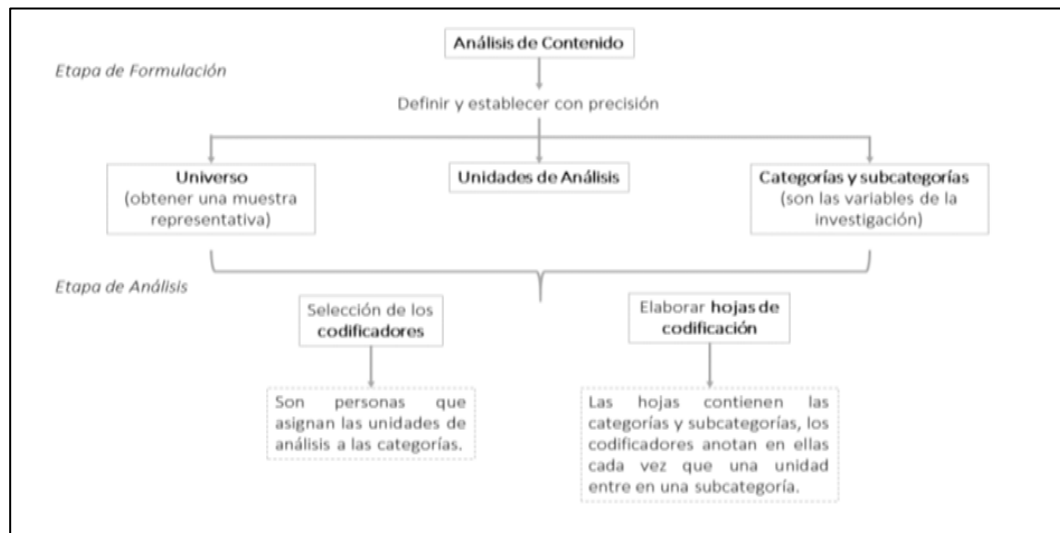 Análisis de Contenido
Etapa de Formulación
Definir y establecer con precisión
Universo
(obtener una muestra
representativa)
Unidades de Análisis
Categorías y subcategorías
(son las variables de la
investigación)
Etapa de Análisis
Selección de los
codificadores
Elaborar hojas de
codificación
Son personas que
asignan las unidades de
análisis a las categorías.
Las hojas contienen las
categorías y subcategorías, los
codificadores anotan en ellas
cada vez que una unidad
entre en una subcategoría.